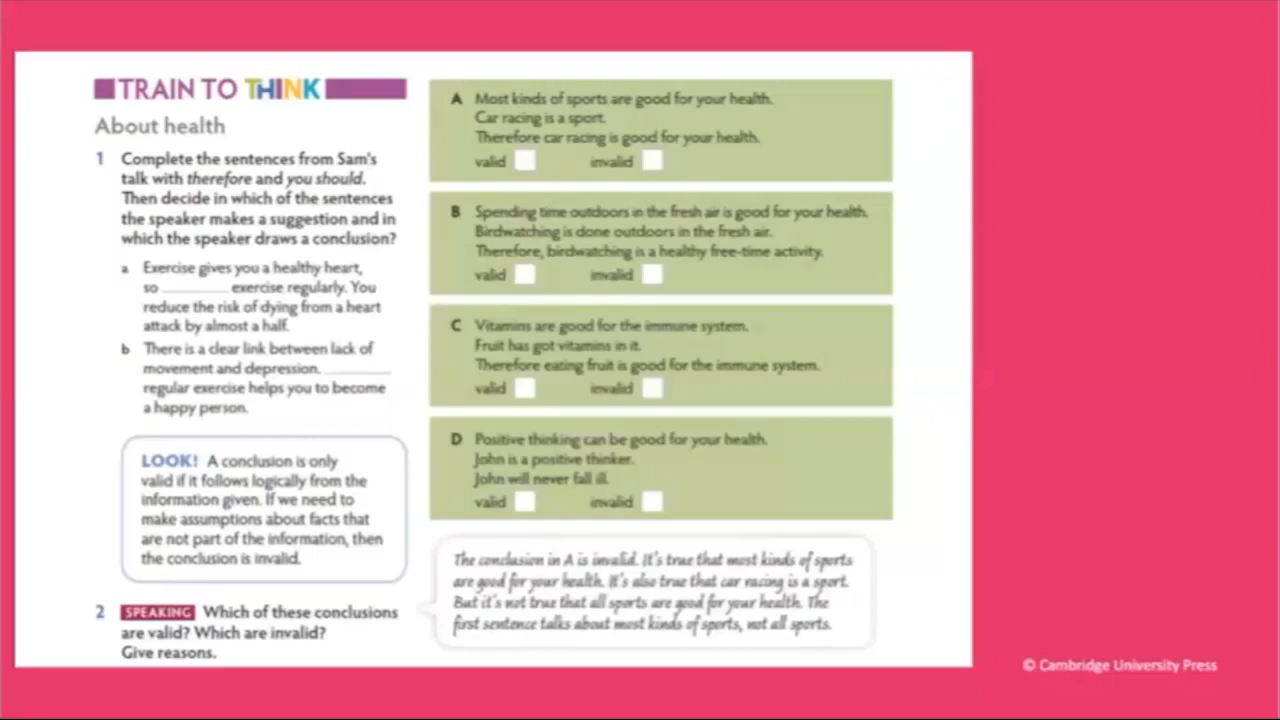 TRAIN TO THINK
About health
1 Complete the sentences from Sam's
talk with therefore and you should.
Then decide in which of the sentences
the speaker makes a suggestion and in
which the speaker draws a conclusion?
a Exercise gives you a healthy heart,
so ________ exercise regularly. You
reduce the risk of dying from a heart
attack by almost a half.
b There is a clear link between lack of
movement and depression. ________
regular exercise helps you to become
a happy person.
LOOK! A conclusion is only
valid if it follows logically from the
information given. If we need to
make assumptions about facts that
are not part of the information, then
the conclusion is invalid.
2 SPEAKING Which of these conclusions
are valid? Which are invalid?
Give reasons.
A Most kinds of sports are good for your health.
Car racing is a sport.
Therefore car racing is good for your health.
valid invalid
B Spending time outdoors in the fresh air is good for your health.
Birdwatching is done outdoors in the fresh air.
Therefore, birdwatching is a healthy free-time activity.
valid invalid
C Vitamins are good for the immune system.
Fruit has got vitamins in it.
Therefore eating fruit is good for the immune system.
valid invalid
D Positive thinking can be good for your health.
John is a positive thinker.
John will never fall ill.
valid invalid
The conclusion in A is invalid. It's true that most kinds of sports
are good for your health. It's also true that car racing is a sport.
But it's not true that all sports are good for your health. The
first sentence talks about most kinds of sports, not all sports.
© Cambridge University Press